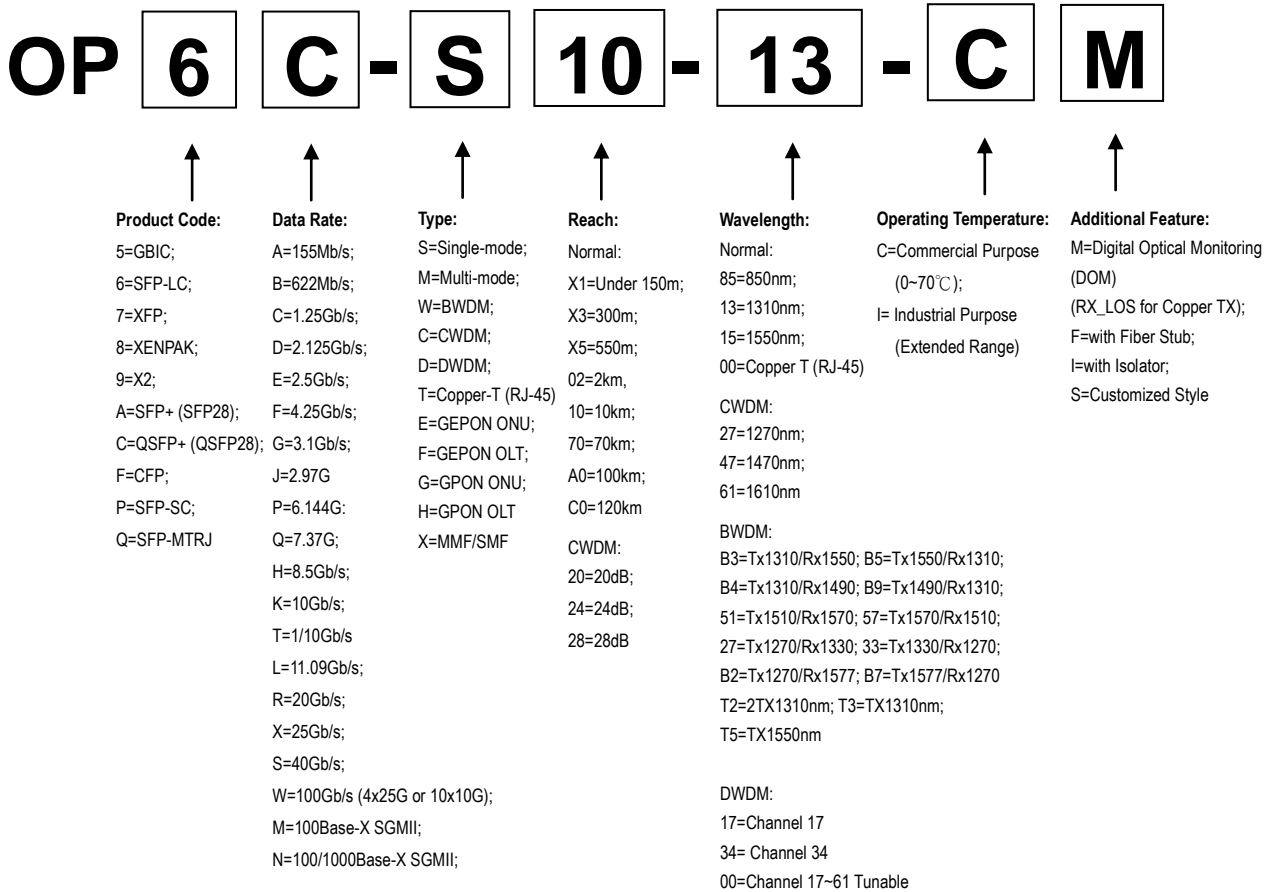 OP 6 C - S 10 - 13 - C M
Product Code:
5=GBIC;
6=SFP-LC;
7=XFP;
8=XENPAK;
9=X2;
A=SFP+ (SFP28);
C=QSFP+ (QSFP28);
F=CFP;
P=SFP-SC;
Q=SFP-MTRJ
Data Rate:
A=155Mb/s;
B=622Mb/s;
C=1.25Gb/s;
D=2.125Gb/s;
E=2.5Gb/s;
F=4.25Gb/s;
G=3.1Gb/s;
J=2.97G
P=6.144G:
Q=7.37G;
H=8.5Gb/s;
K=10Gb/s;
T=1/10Gb/s
L=11.09Gb/s;
R=20Gb/s;
X=25Gb/s;
S=40Gb/s;
W=100Gb/s (4x25G or 10x10G);
M=100Base-X SGMII;
N=100/1000Base-X SGMII;
Type:
S=Single-mode;
M=Multi-mode;
W=BWDM;
C=CWDM;
D=DWDM;
T=Copper-T (RJ-45)
E=GEPON ONU;
F=GEPON OLT;
G=GPON ONU;
H=GPON OLT
X=MMF/SMF
Reach:
Normal:
X1=Under 150m;
X3=300m;
X5=550m;
02=2km,
10=10km;
70=70km;
A0=100km;
C0=120km
CWDM:
20=20dB;
24=24dB;
28=28dB
Wavelength:
Normal:
85=850nm;
13=1310nm;
15=1550nm;
00=Copper T (RJ-45)
CWDM:
27=1270nm;
47=1470nm;
61=1610nm
BWDM:
B3=Tx1310/Rx1550; B5=Tx1550/Rx1310;
B4=Tx1310/Rx1490; B9=Tx1490/Rx1310;
51=Tx1510/Rx1570; 57=Tx1570/Rx1510;
27=Tx1270/Rx1330; 33=Tx1330/Rx1270;
B2=Tx1270/Rx1577; B7=Tx1577/Rx1270
T2=2TX1310nm; T3=TX1310nm;
T5=TX1550nm
DWDM:
17=Channel 17
34= Channel 34
00=Channel 17~61 Tunable
Operating Temperature:
C=Commercial Purpose
(0~70℃);
I= Industrial Purpose
(Extended Range)
Additional Feature:
M=Digital Optical Monitoring
(DOM)
(RX_LOS for Copper TX);
F=with Fiber Stub;
I=with Isolator;
S=Customized Style